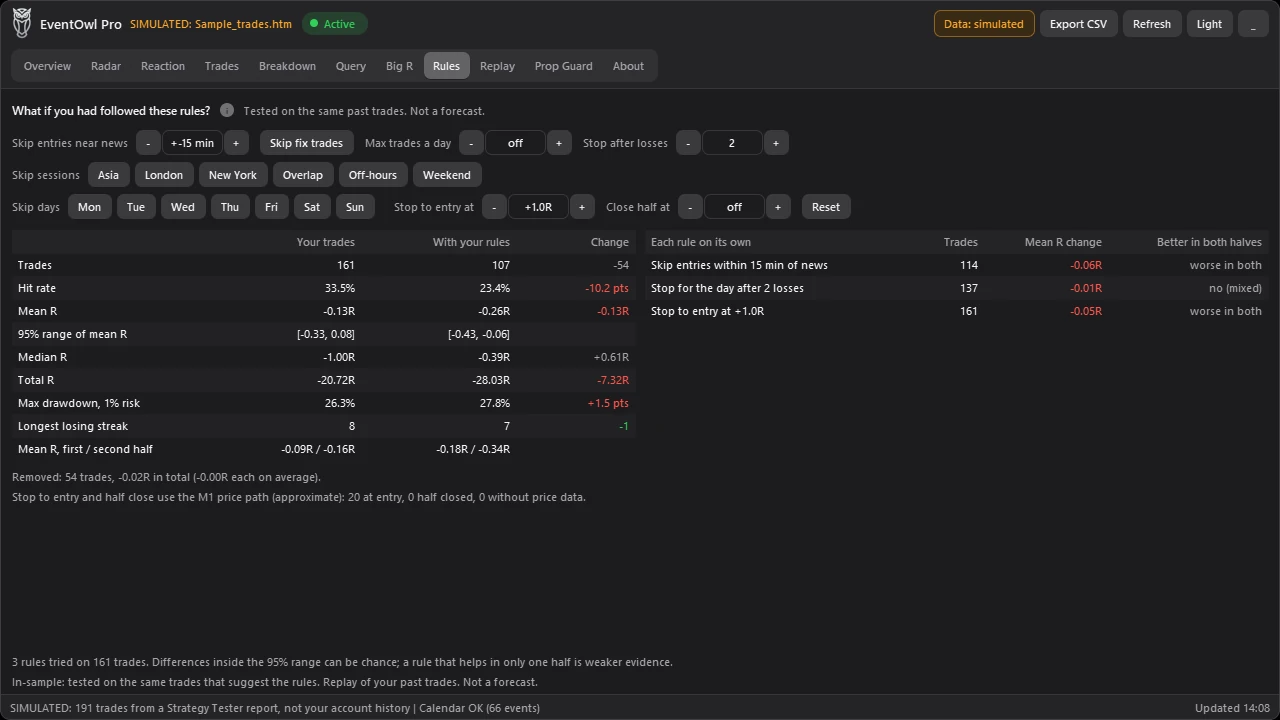 EventOwl Pro SIMULATED: Sample_trades.htm Active Data: simulated Export CSV Refresh Light _
Overview Radar Reaction Trades Breakdown Query Big R Rules Replay Prop Guard About
What if you had followed these rules? i Tested on the same past trades. Not a forecast.
Skip entries near news - +-15 min + Skip fix trades Max trades a day - off + Stop after losses - 2 +
Skip sessions Asia London New York Overlap Off-hours Weekend
Skip days Mon Tue Wed Thu Fri Sat Sun Stop to entry at - +1.0R + Close half at - off + Reset
Your trades With your rules Change
Trades 161 107 -54
Hit rate 33.5% 23.4% -10.2 pts
Mean R -0.13R -0.26R -0.13R
95% range of mean R [-0.33, 0.08] [-0.43, -0.06]
Median R -1.00R -0.39R +0.61R
Total R -20.72R -28.03R -7.32R
Max drawdown, 1% risk 26.3% 27.8% +1.5 pts
Longest losing streak 8 7 -1
Mean R, first / second half -0.09R / -0.16R -0.18R / -0.34R
Each rule on its own Trades Mean R change Better in both halves
Skip entries within 15 min of news 114 -0.06R worse in both
Stop for the day after 2 losses 137 -0.01R no (mixed)
Stop to entry at +1.0R 161 -0.05R worse in both
Removed: 54 trades, -0.02R in total (-0.00R each on average).
Stop to entry and half close use the M1 price path (approximate): 20 at entry, 0 half closed, 0 without price data.
3 rules tried on 161 trades. Differences inside the 95% range can be chance; a rule that helps in only one half is weaker evidence.
In-sample: tested on the same trades that suggest the rules. Replay of your past trades. Not a forecast.
SIMULATED: 191 trades from a Strategy Tester report, not your account history | Calendar OK (66 events) Updated 14:08